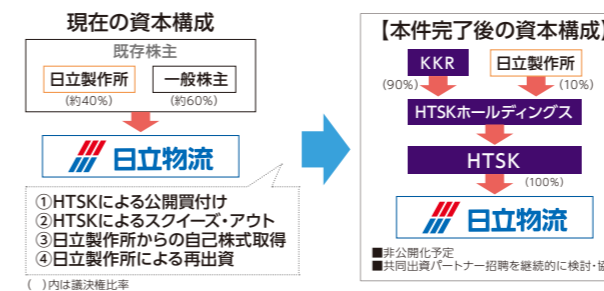 現在の資本構成
既存株主
日立製作所
一般株主
(約40%)
(約60%)
日立物流
①HTSKによる公開買付け
②HTSKによるスクイーズ・アウト
③日立製作所からの自己株式取得
④日立製作所による再出資
( )内は議決権比率
【本件完了後の資本構成】
KKR
日立製作所
(90%)
(10%)
HTSKホールディングス
HTSK
(100%)
日立物流
■非公開化予定
■共同出資パートナー招聘を継続的に検討・